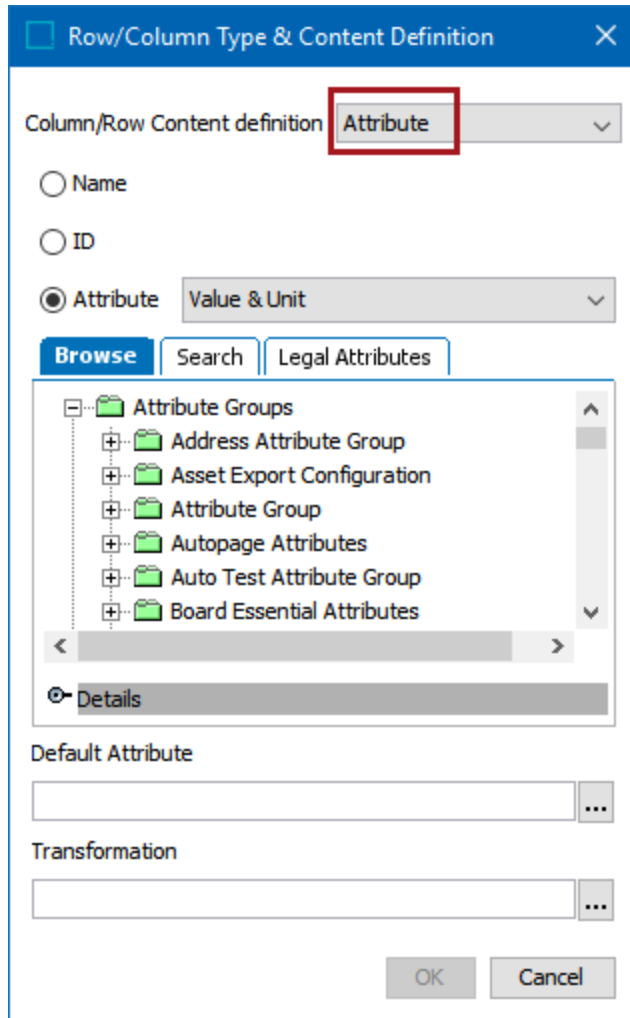 Row/Column Type & Content Definition
Column/Row Content definition Attribute
Name
ID
Attribute Value & Unit
Browse Search Legal Attributes
Attribute Groups
Address Attribute Group
Asset Export Configuration
Attribute Group
Autopage Attributes
Auto Test Attribute Group
Board Essential Attributes
Details
Default Attribute
...
Transformation
...
OK Cancel